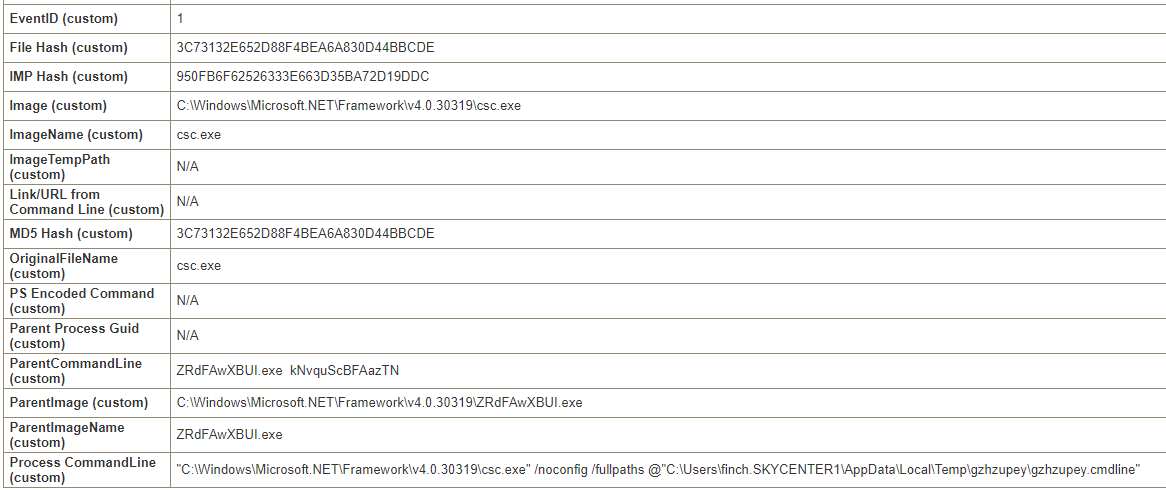 EventID (custom) 1
File Hash (custom) 3C73132E652D88F4BEA6A830D44BBCDE
IMP Hash (custom) 950FB6F62526333E663D35BA72D19DDC
Image (custom) C:\Windows\Microsoft.NET\Framework\v4.0.30319\csc.exe
ImageName (custom) csc.exe
ImageTempPath
(custom) N/A
Link/URL from
Command Line (custom) N/A
MD5 Hash (custom) 3C73132E652D88F4BEA6A830D44BBCDE
OriginalFileName
(custom) csc.exe
PS Encoded Command
(custom) N/A
Parent Process Guid
(custom) N/A
ParentCommandLine
(custom) ZRdFAwXBUI.exe  kNvquScBFAazTN
ParentImage (custom) C:\Windows\Microsoft.NET\Framework\v4.0.30319\ZRdFAwXBUI.exe
ParentImageName
(custom) ZRdFAwXBUI.exe
Process CommandLine
(custom) "C:\Windows\Microsoft.NET\Framework\v4.0.30319\csc.exe" /noconfig /fullpaths @"C:\Users\finch.SKYCENTER1\AppData\Local\Temp\gzhzupey\gzhzupey.cmdline"